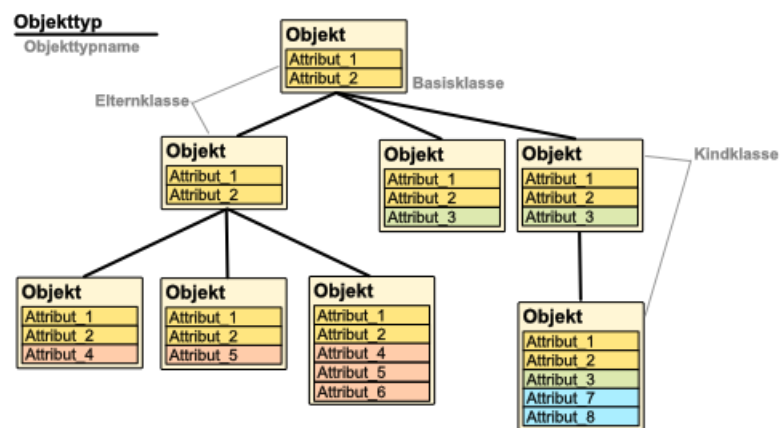 Objekttyp
Objekttypname
Objekt
Attribut_1
Attribut_2
Basisklasse
Elternklasse
Objekt
Attribut_1
Attribut_2
Objekt
Attribut_1
Attribut_2
Attribut_3
Objekt
Attribut_1
Attribut_2
Attribut_3
Kindklasse
Objekt
Attribut_1
Attribut_2
Attribut_4
Objekt
Attribut_1
Attribut_2
Attribut_5
Objekt
Attribut_1
Attribut_2
Attribut_4
Attribut_5
Attribut_6
Objekt
Attribut_1
Attribut_2
Attribut_3
Attribut_7
Attribut_8